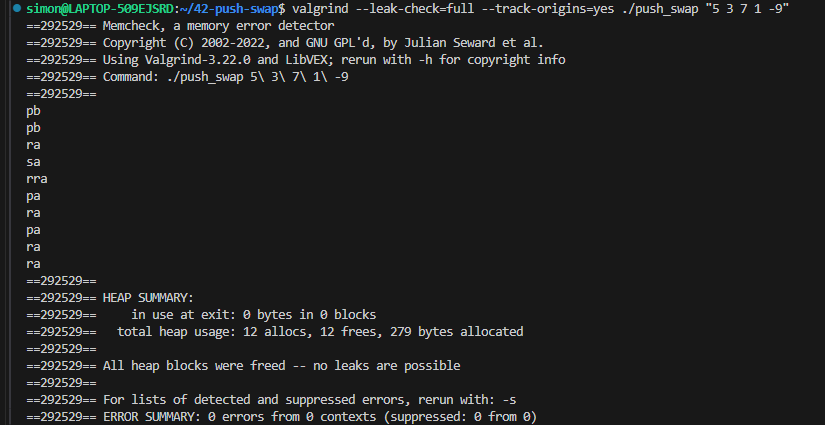 simon@LAPTOP-509EJSRD:~/42-push-swap$ valgrind --leak-check=full --track-origins=yes ./push_swap "5 3 7 1 -9"
==292529== Memcheck, a memory error detector
==292529== Copyright (C) 2002-2022, and GNU GPL'd, by Julian Seward et al.
==292529== Using Valgrind-3.22.0 and LibVEX; rerun with -h for copyright info
==292529== Command: ./push_swap 5\ 3\ 7\ 1\ -9
==292529==
pb
pb
ra
sa
rra
pa
ra
pa
ra
ra
==292529==
==292529== HEAP SUMMARY:
==292529==     in use at exit: 0 bytes in 0 blocks
==292529==   total heap usage: 12 allocs, 12 frees, 279 bytes allocated
==292529==
==292529== All heap blocks were freed -- no leaks are possible
==292529==
==292529== For lists of detected and suppressed errors, rerun with: -s
==292529== ERROR SUMMARY: 0 errors from 0 contexts (suppressed: 0 from 0)